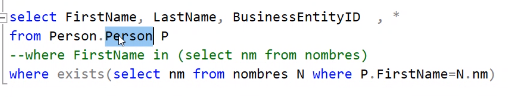 select FirstName, LastName, BusinessEntityID  , *
from Person.Person P
--where FirstName in (select nm from nombres)
where exists(select nm from nombres N where P.FirstName=N.nm)